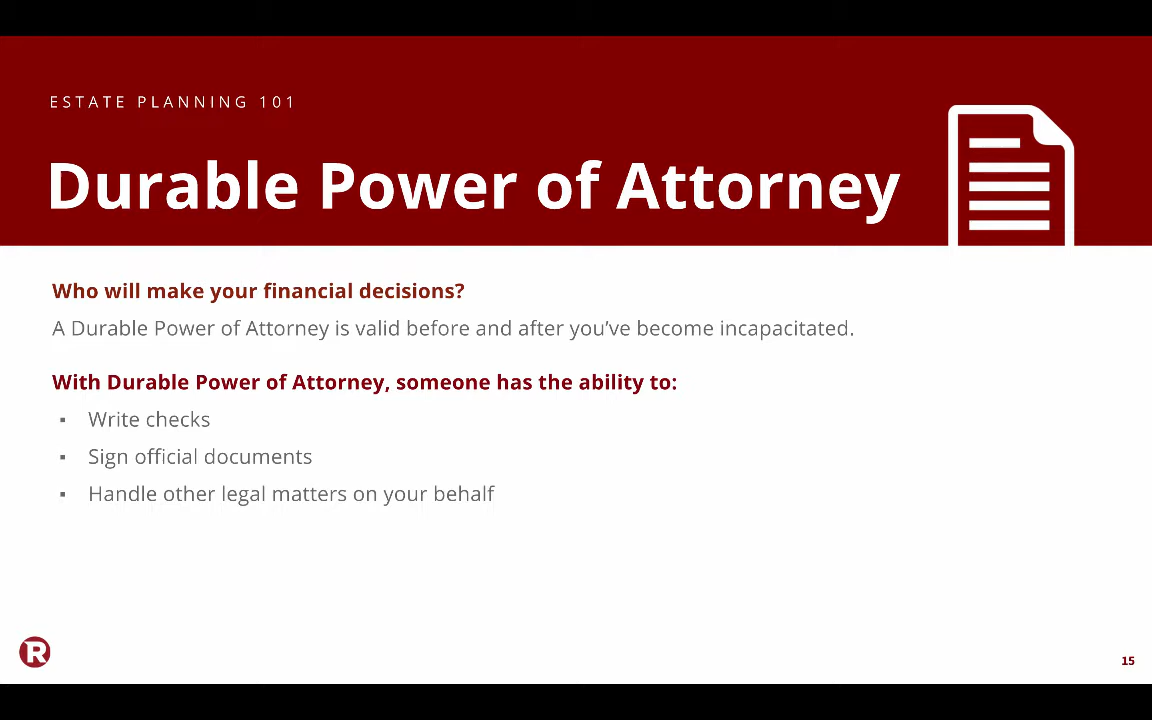 ESTATE PLANNING 101
Durable Power of Attorney
Who will make your financial decisions?
A Durable Power of Attorney is valid before and after you’ve become incapacitated.
With Durable Power of Attorney, someone has the ability to:
▪ Write checks
▪ Sign official documents
▪ Handle other legal matters on your behalf
R
15